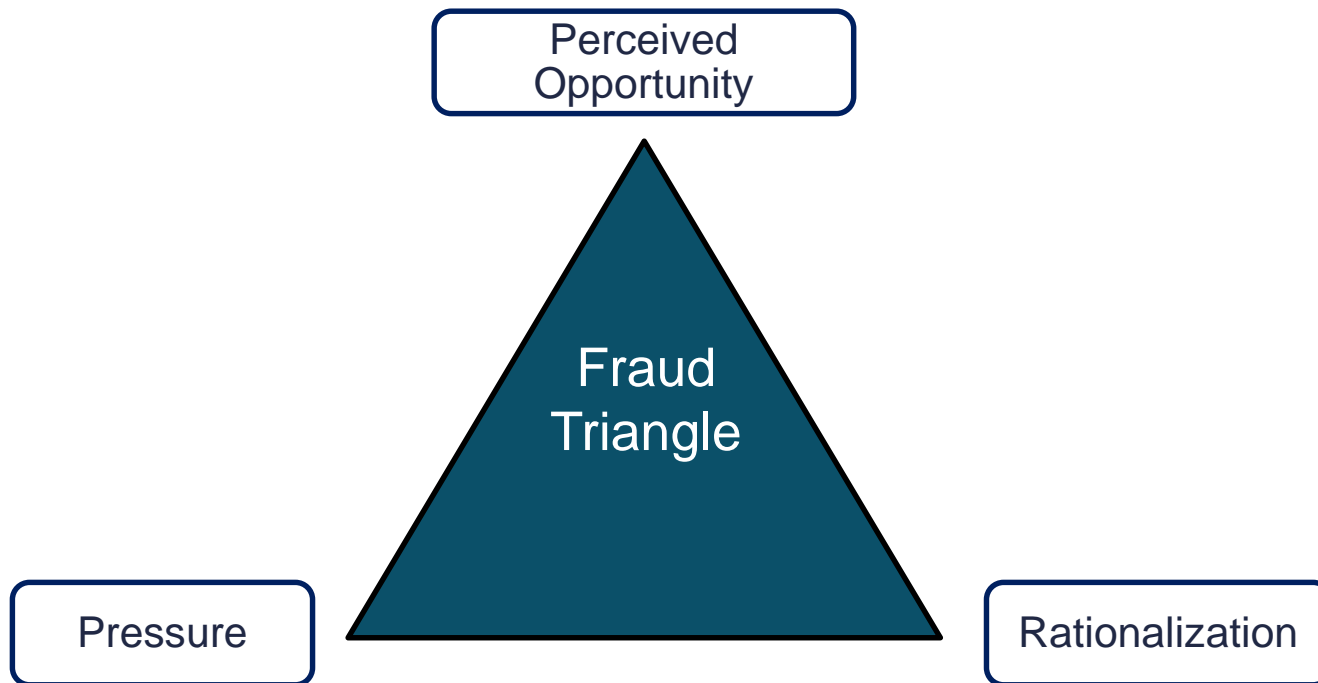 Perceived
Opportunity
Fraud
Triangle
Pressure
Rationalization